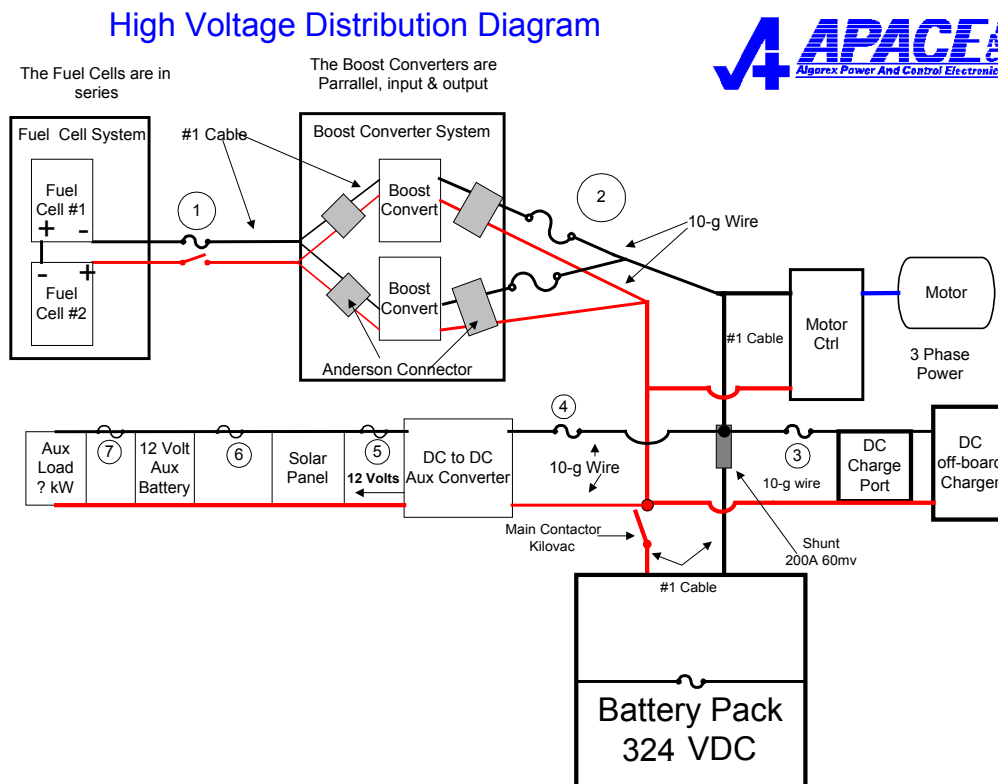 High Voltage Distribution Diagram
APACE
Algorex Power And Control Electronic
The Fuel Cells are in
series
The Boost Converters are
Parrallel, input & output
Fuel Cell System
#1 Cable
Boost Converter System
Fuel
Cell #1
+ -
- +
Fuel
Cell #2
1
Boost
Convert
Boost
Convert
Anderson Connector
2
10-g Wire
#1 Cable
Motor
Ctrl
Motor
3 Phase
Power
Aux
Load
? kW
7
12 Volt
Aux
Battery
6
Solar
Panel
5
12 Volts
DC to DC
Aux Converter
4
10-g Wire
3
10-g wire
DC
Charge
Port
DC
off-board
Charger
Main Contactor
Kilovac
Shunt
200A 60mv
#1 Cable
Battery Pack
324 VDC